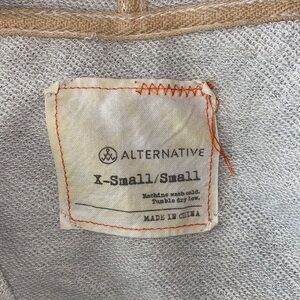 ALTERNATIVE
X-Small/Small
Machine wash cold.
Tumble dry low.
MADE IN CHINA